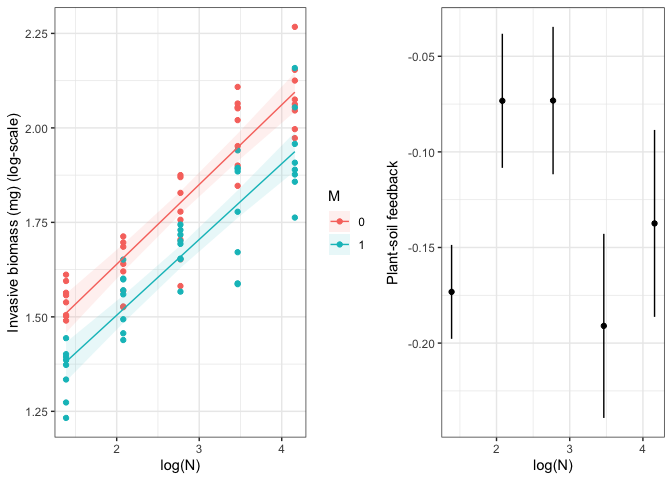 2.25
2.00
1.75
1.50
1.25
Invasive biomass (mg) (log-scale)
2 3 4
log(N)
M
0
1
-0.05
-0.10
-0.15
-0.20
Plant-soil feedback
2 3 4
log(N)